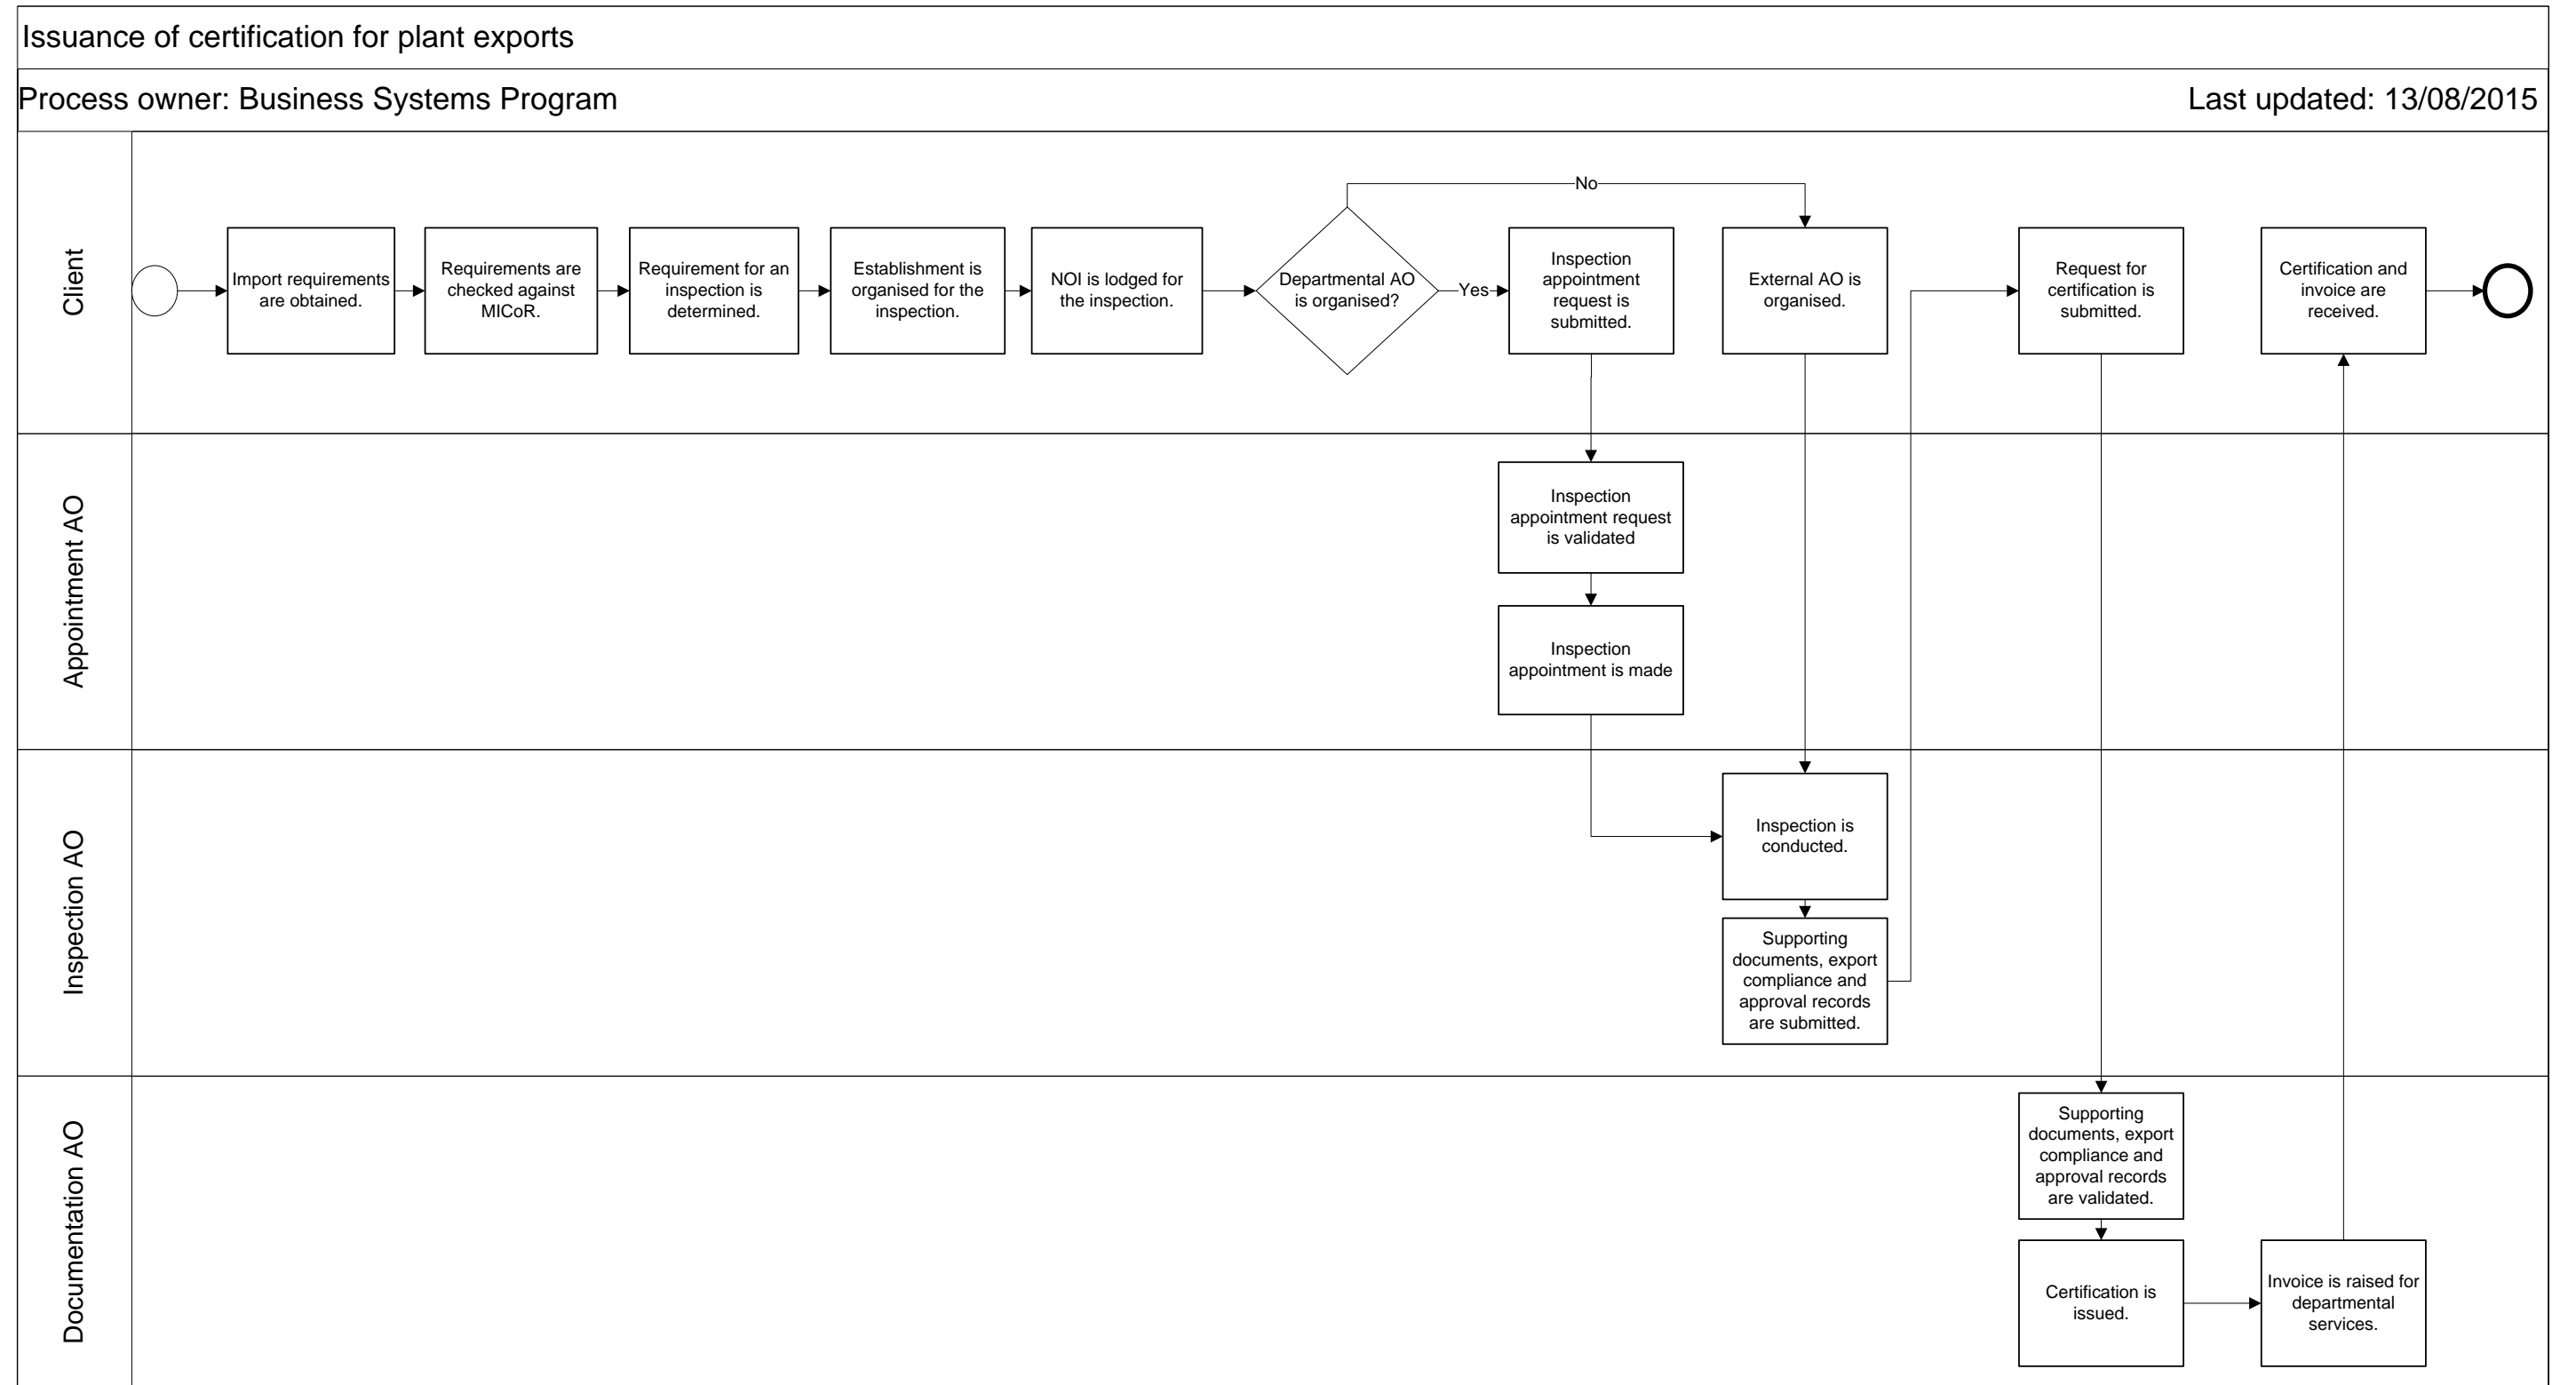 Issuance of certification for plant exports
Process owner: Business Systems Program
Last updated: 13/08/2015
Client
Import requirements
are obtained.
Requirements are
checked against
MICoR.
Requirement for an
inspection is
determined.
Establishment is
organised for the
inspection.
NOI is lodged for
the inspection.
Departmental AO
is organised?
No
Yes
Inspection
appointment
request is
submitted.
External AO is
organised.
Request for
certification is
submitted.
Certification and
invoice are
received.
Appointment AO
Inspection
appointment request
is validated
Inspection
appointment is made
Inspection AO
Inspection is
conducted.
Supporting
documents, export
compliance and
approval records
are submitted.
Documentation AO
Supporting
documents, export
compliance and
approval records
are validated.
Certification is
issued.
Invoice is raised for
departmental
services.